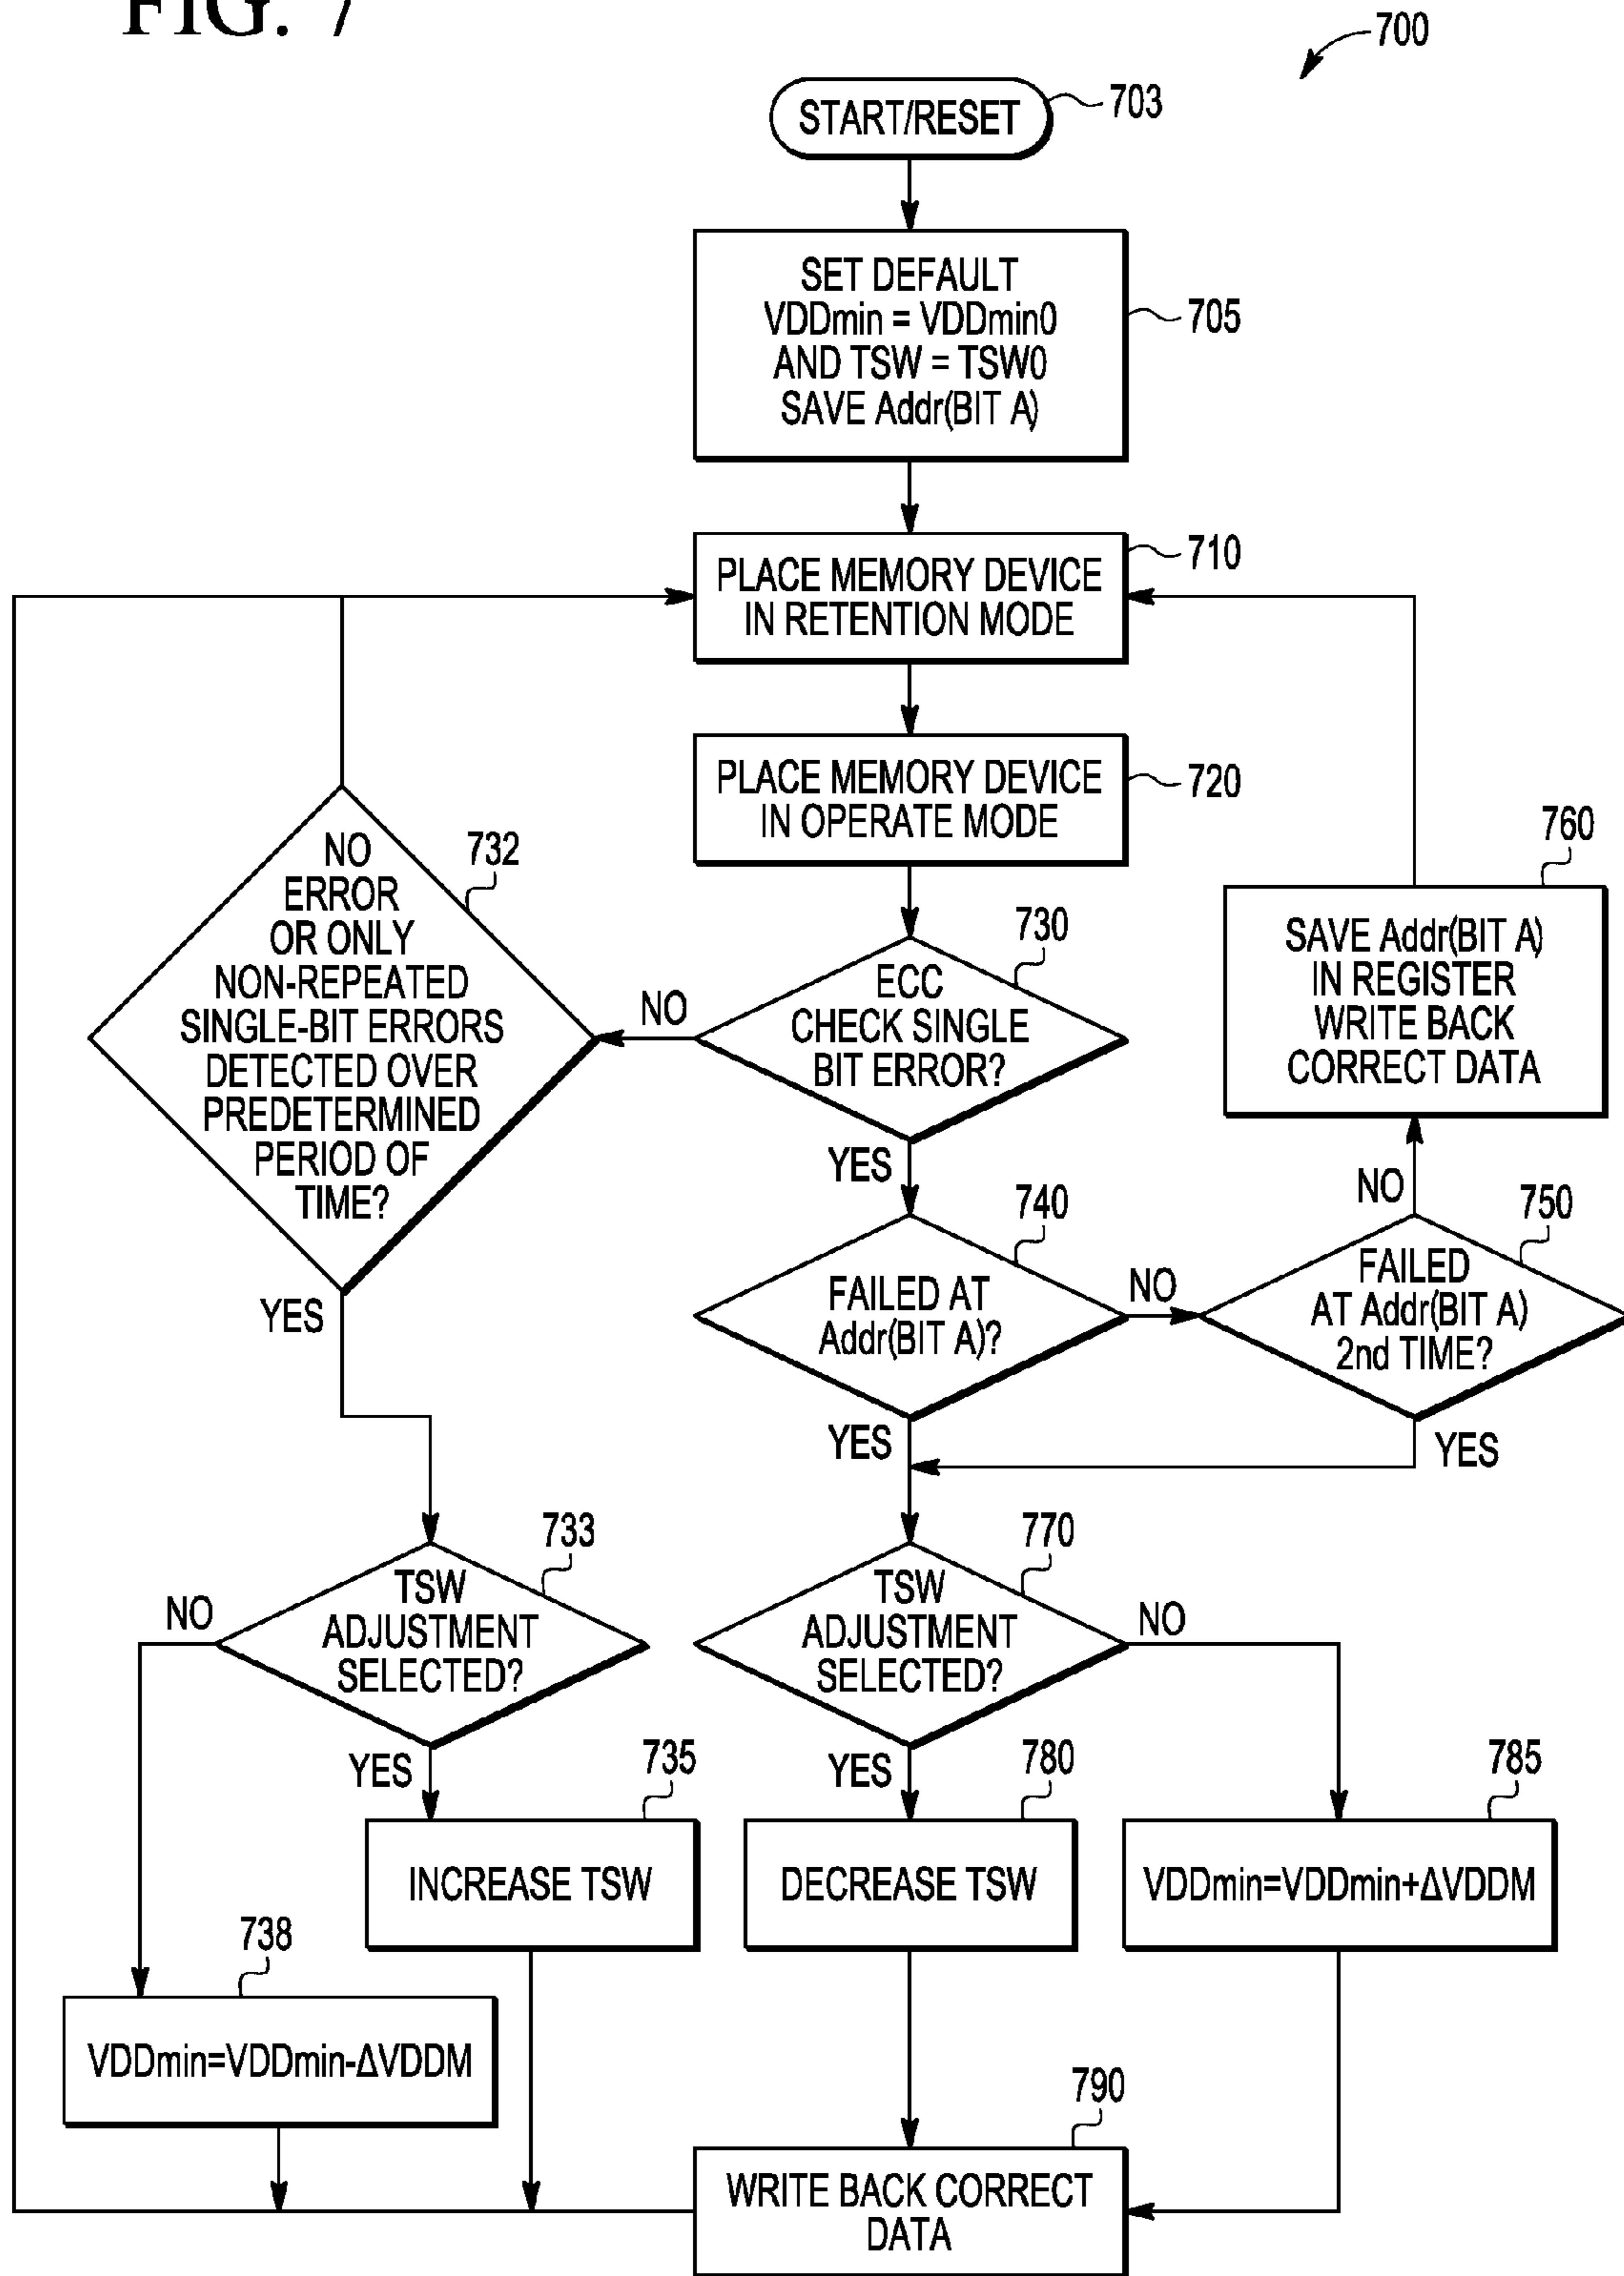 FIG. 7
700
START/RESET
703
SET DEFAULT
VDDmin = VDDmin0
AND TSW = TSW0
SAVE Addr(BIT A)
705
PLACE MEMORY DEVICE
IN RETENTION MODE
710
PLACE MEMORY DEVICE
IN OPERATE MODE
720
NO
ERROR
OR ONLY
NON-REPEATED
SINGLE-BIT ERRORS
DETECTED OVER
PREDETERMINED
PERIOD OF
TIME?
732
YES
NO
ECC
CHECK SINGLE
BIT ERROR?
730
YES
760
SAVE Addr(BIT A)
IN REGISTER
WRITE BACK
CORRECT DATA
NO
FAILED AT
Addr(BIT A)?
740
NO
YES
FAILED
AT Addr(BIT A)
2nd TIME?
750
YES
TSW
ADJUSTMENT
SELECTED?
733
NO
YES
TSW
ADJUSTMENT
SELECTED?
770
NO
YES
INCREASE TSW
735
DECREASE TSW
780
VDDmin=VDDmin+ΔVDDM
785
VDDmin=VDDmin-ΔVDDM
738
WRITE BACK CORRECT
DATA
790